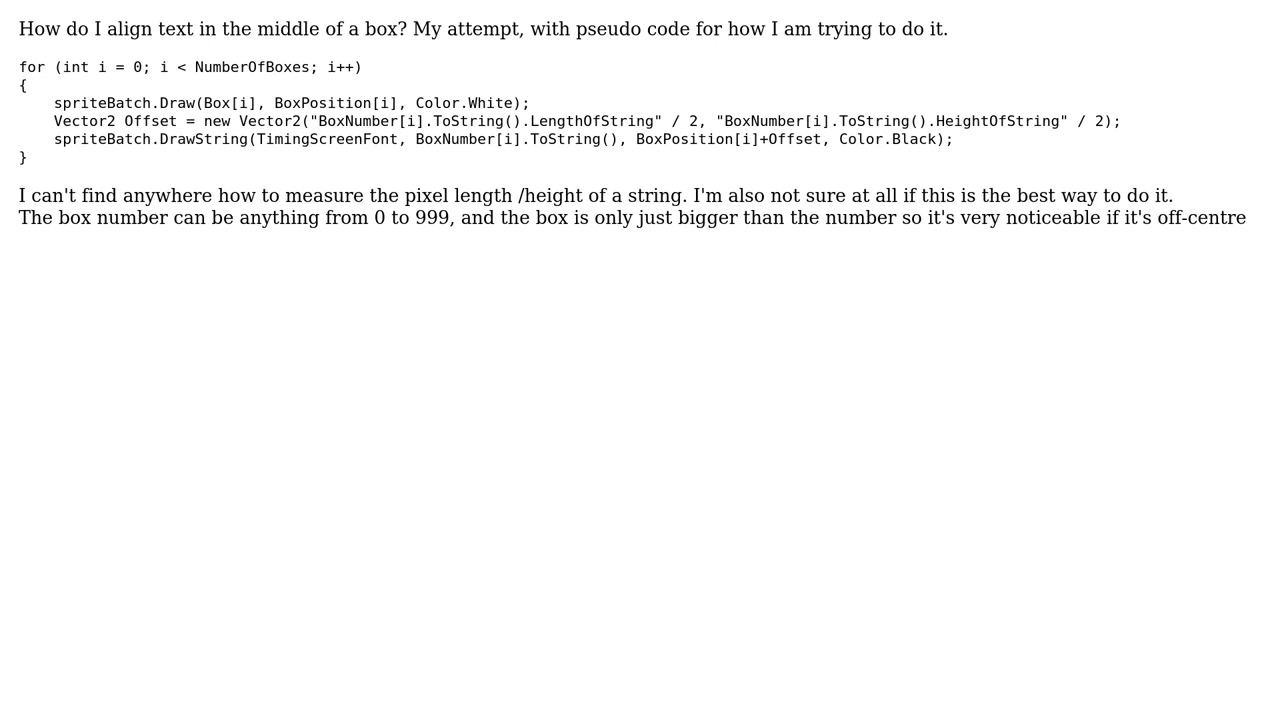 How do I align text in the middle of a box? My attempt, with pseudo code for how I am trying to do it.
for (int i = 0; i < NumberOfBoxes; i++)
{
    spriteBatch.Draw(Box[i], BoxPosition[i], Color.White);
    Vector2 Offset = new Vector2("BoxNumber[i].ToString().LengthOfString" / 2, "BoxNumber[i].ToString().HeightOfString" / 2);
    spriteBatch.DrawString(TimingScreenFont, BoxNumber[i].ToString(), BoxPosition[i]+Offset, Color.Black);
}
I can't find anywhere how to measure the pixel length /height of a string. I'm also not sure at all if this is the best way to do it.
The box number can be anything from 0 to 999, and the box is only just bigger than the number so it's very noticeable if it's off-centre